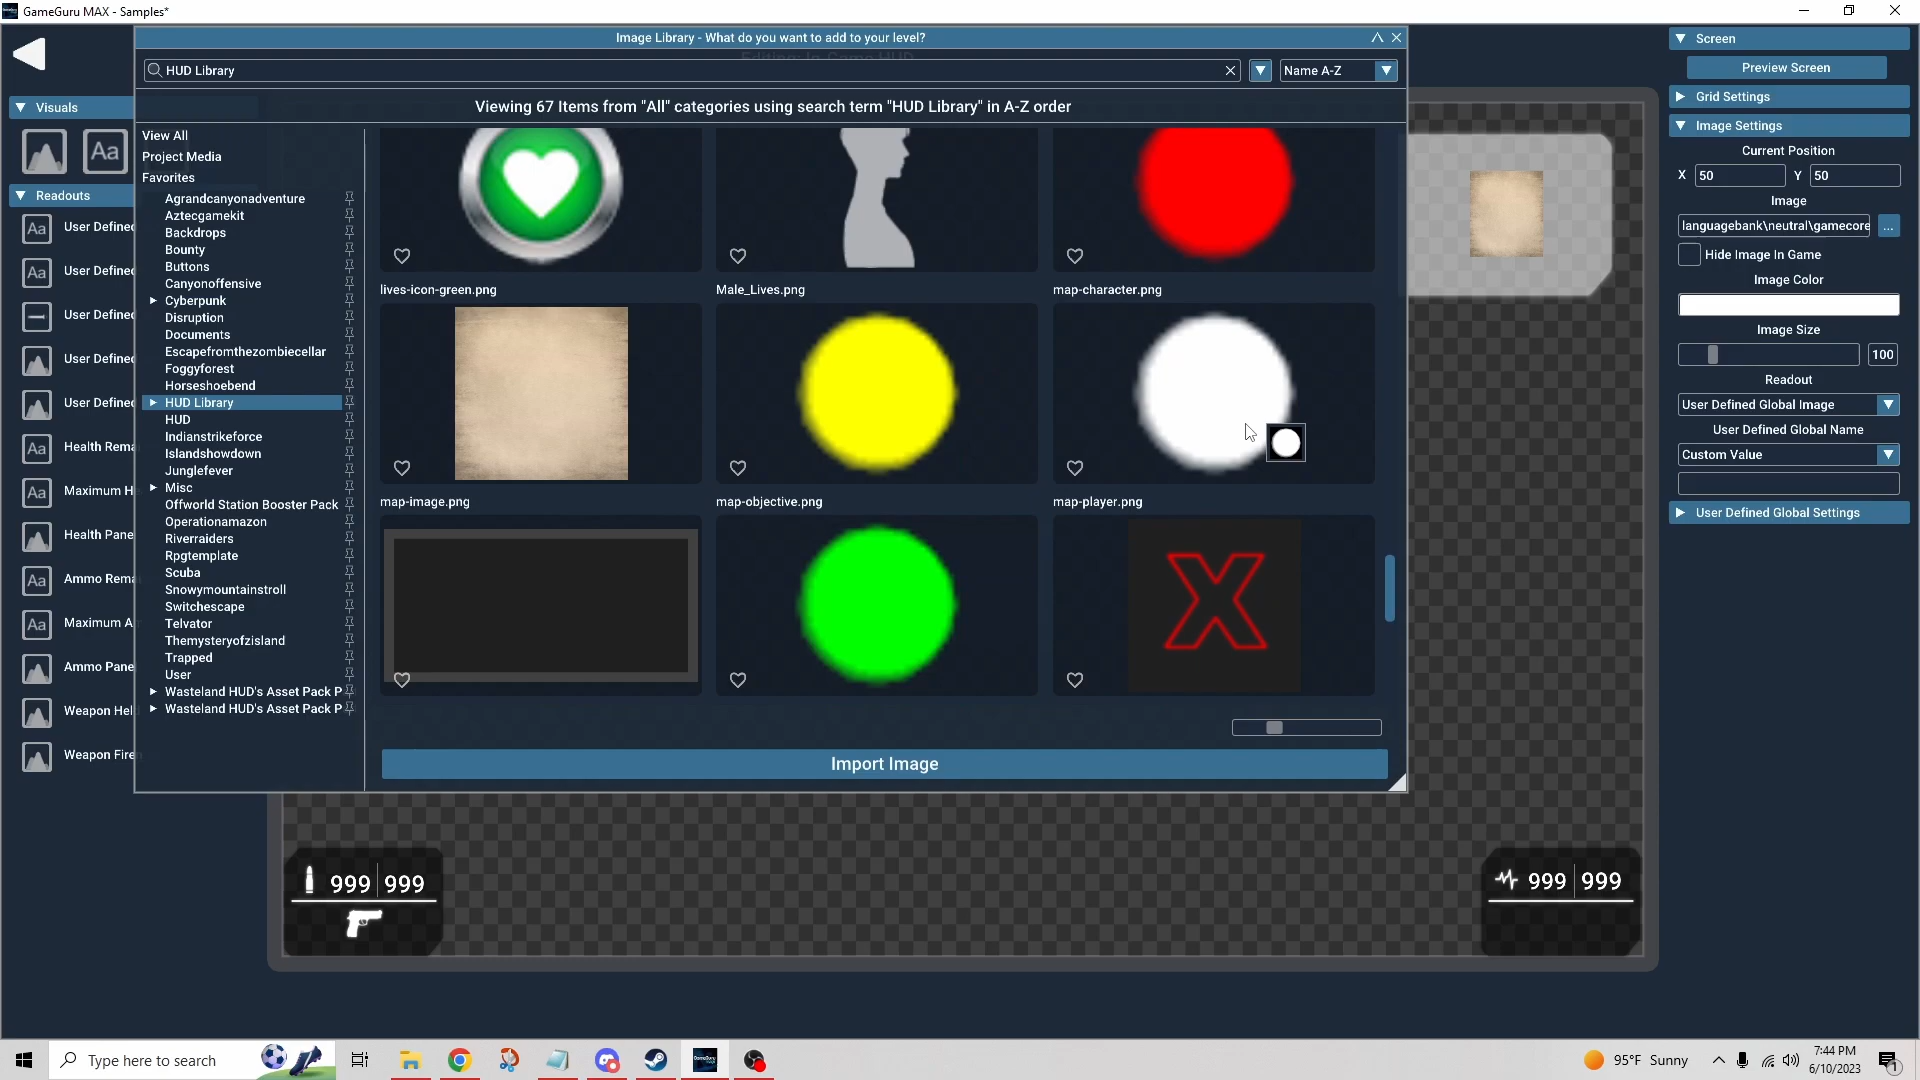 GameGuru MAX - Samples*
Image Library - What do you want to add to your level?
HUD Library
Name A-Z
Viewing 67 Items from "All" categories using search term "HUD Library" in A-Z order
Visuals
Aa
Readouts
Aa User Defined
Aa User Defined
User Defined
User Defined
User Defined
Aa Health Rema
Aa Maximum H
Health Pane
Aa Ammo Rema
Aa Maximum A
Ammo Pane
Weapon Hel
Weapon Fire
View All
Project Media
Favorites
Agrandcanyonadventure
Aztecgamekit
Backdrops
Bounty
Buttons
Canyonoffensive
Cyberpunk
Disruption
Documents
Escapefromthezombiecellar
Foggyforest
Horseshoebend
HUD Library
HUD
Indianstrikeforce
Islandshowdown
Junglefever
Misc
Offworld Station Booster Pack
Operationamazon
Riverraiders
Rpgtemplate
Scuba
Snowymountainstroll
Switchescape
Telvator
Themysteryofzisland
Trapped
User
Wasteland HUD's Asset Pack P
Wasteland HUD's Asset Pack P
lives-icon-green.png
Male_Lives.png
map-character.png
map-image.png
map-objective.png
map-player.png
X
Import Image
999 999
999 999
Screen
Preview Screen
Grid Settings
Image Settings
Current Position
X 50 Y 50
Image
languagebank\neutral\gamecore
...
Hide Image In Game
Image Color
Image Size
100
Readout
User Defined Global Image
User Defined Global Name
Custom Value
User Defined Global Settings
Type here to search
95°F Sunny
7:44 PM
6/10/2023
1